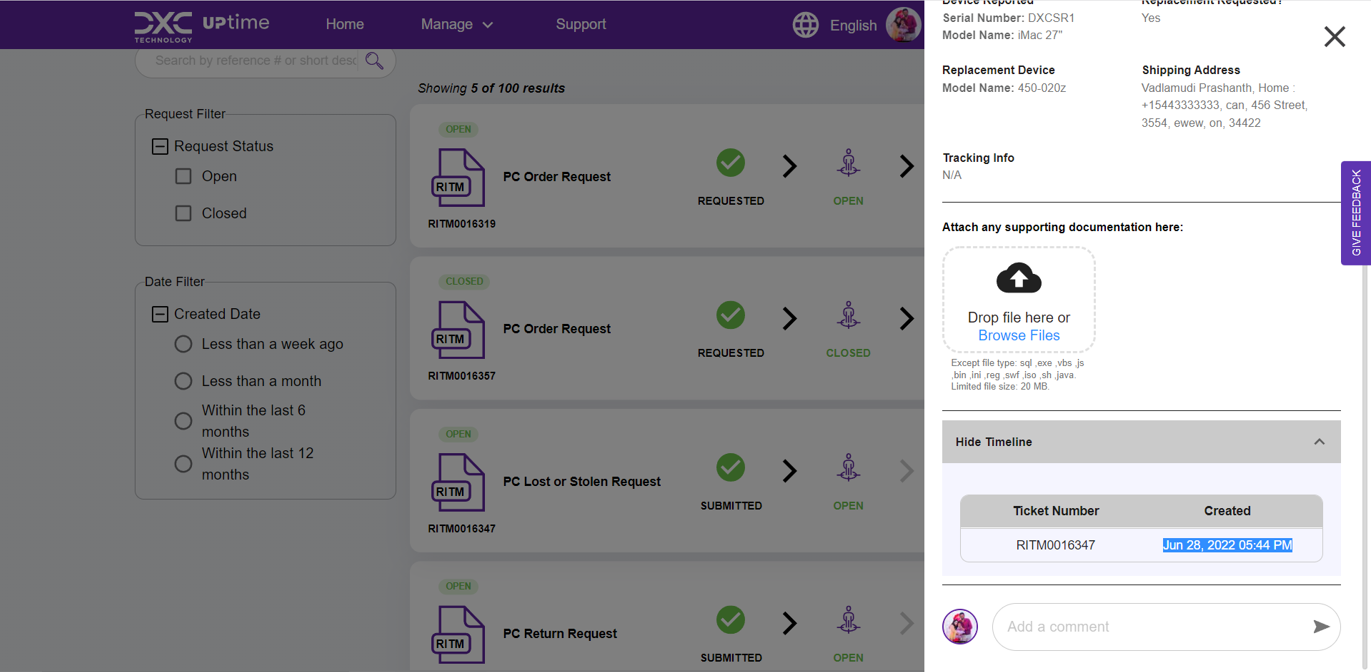 DXC
TECHNOLOGY
UPtime
Home
Manage
Support
English
Search by reference # or short desc
Request Filter
Request Status
Open
Closed
Date Filter
Created Date
Less than a week ago
Less than a month
Within the last 6
months
Within the last 12
months
Showing 5 of 100 results
OPEN
RITM
RITM0016319
PC Order Request
REQUESTED
OPEN
CLOSED
RITM
RITM0016357
PC Order Request
REQUESTED
CLOSED
OPEN
RITM
RITM0016347
PC Lost or Stolen Request
SUBMITTED
OPEN
OPEN
RITM
PC Return Request
SUBMITTED
OPEN
Device Reported
Serial Number: DXCSR1
Model Name: iMac 27"
Replacement Requested?
Yes
Replacement Device
Model Name: 450-020z
Shipping Address
Vadlamudi Prashanth, Home :
+15443333333, can, 456 Street,
3554, ewew, on, 34422
Tracking Info
N/A
Attach any supporting documentation here:
Drop file here or
Browse Files
Except file type: sql ,exe ,vbs ,js
,bin ,ini ,reg ,swf ,iso ,sh ,java.
Limited file size: 20 MB.
Hide Timeline
Ticket Number Created
RITM0016347 Jun 28, 2022 05:44 PM
Add a comment
GIVE FEEDBACK